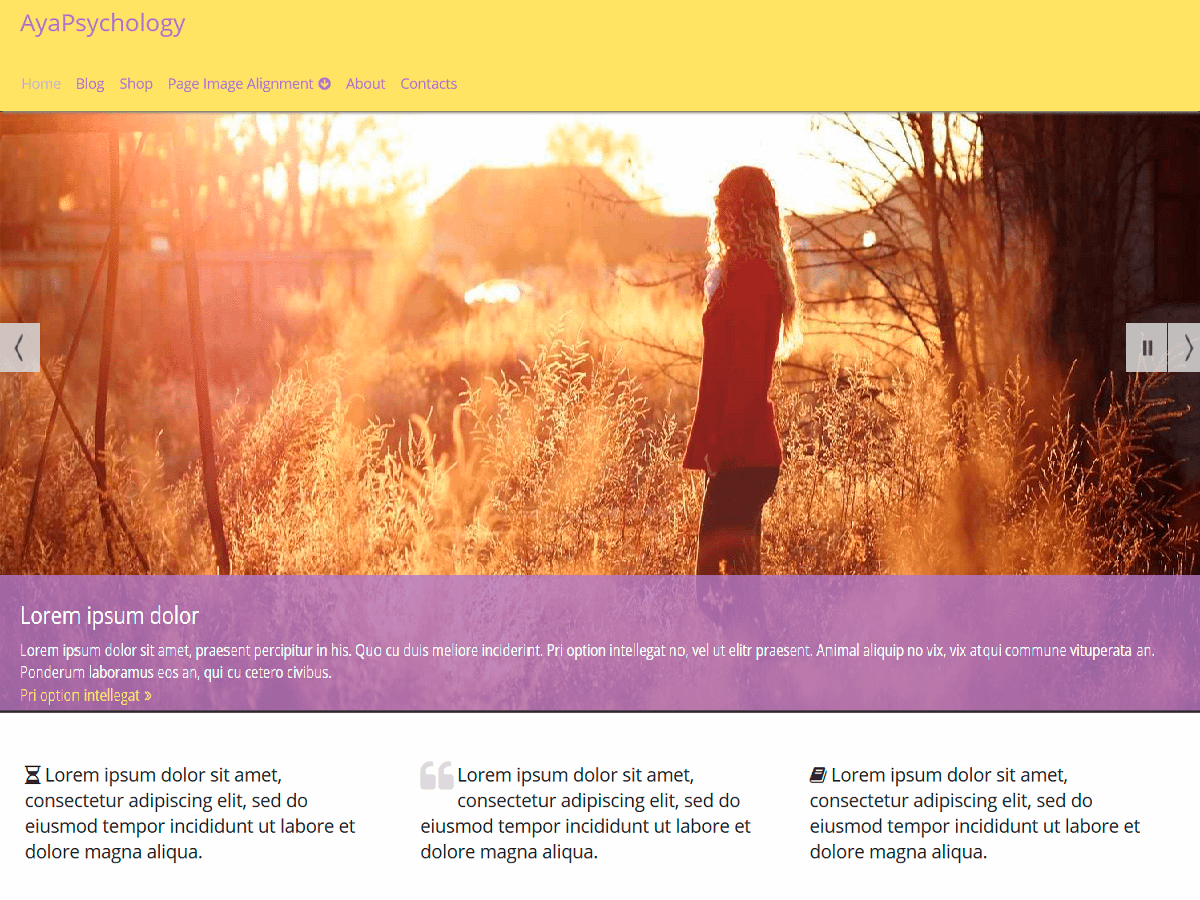 AyaPsychology
Home Blog Shop Page Image Alignment About Contacts
Lorem ipsum dolor
Lorem ipsum dolor sit amet, praesent percipitur in his. Quo cu duis meliore inciderint. Pri option intellegat no, vel ut elitr praesent. Animal aliquip no vix, vix atqui commune vituperata an.
Ponderum laboramus eos an, qui cu cetero civibus.
Pri option intellegat »
Lorem ipsum dolor sit amet,
consectetur adipiscing elit, sed do
eiusmod tempor incididunt ut labore et
dolore magna aliqua.
Lorem ipsum dolor sit amet,
consectetur adipiscing elit, sed do
eiusmod tempor incididunt ut labore et
dolore magna aliqua.
Lorem ipsum dolor sit amet,
consectetur adipiscing elit, sed do
eiusmod tempor incididunt ut labore et
dolore magna aliqua.